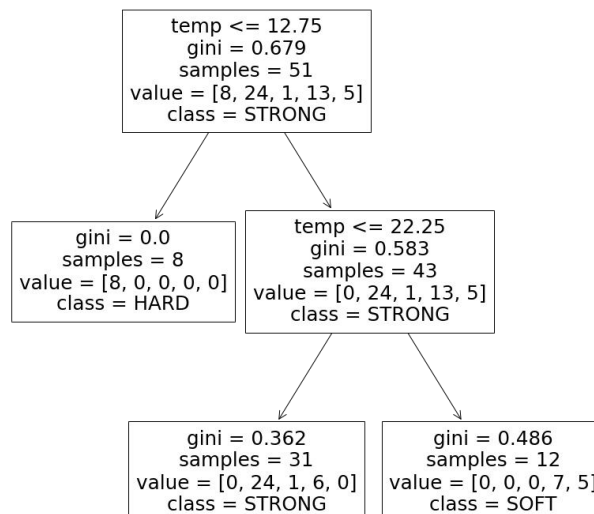 temp <= 12.75
gini = 0.679
samples = 51
value = [8, 24, 1, 13, 5]
class = STRONG
gini = 0.0
samples = 8
value = [8, 0, 0, 0, 0]
class = HARD
temp <= 22.25
gini = 0.583
samples = 43
value = [0, 24, 1, 13, 5]
class = STRONG
gini = 0.362
samples = 31
value = [0, 24, 1, 6, 0]
class = STRONG
gini = 0.486
samples = 12
value = [0, 0, 0, 7, 5]
class = SOFT